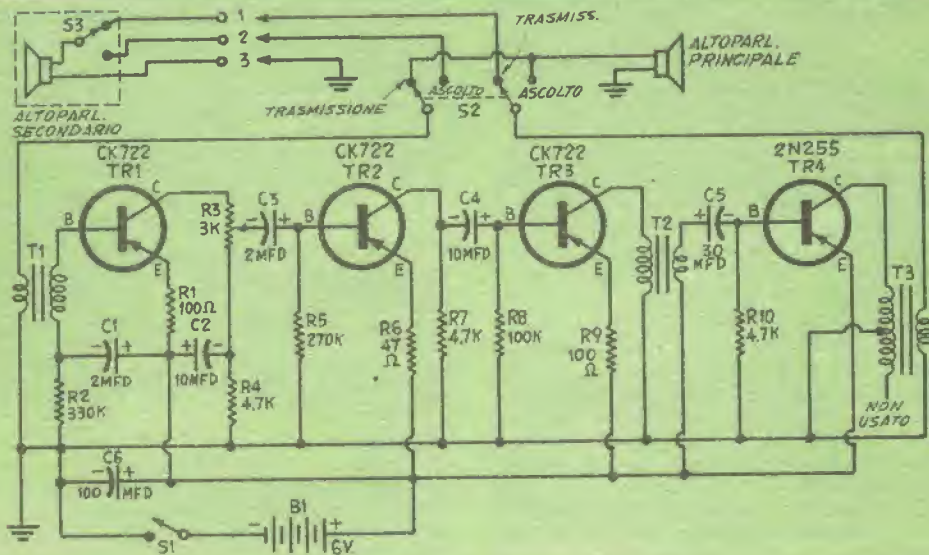 S3
1
2
3
TRASMISS.
ALTOPARL.
PRINCIPALE
ASCOLTO
ASCOLTO
TRASMISSIONE
S2
ALTOPARL.
SECONDARIO
CK722
TR1
CK722
TR2
CK722
TR3
2N255
TR4
C
B
E
R3
3K
C3
- +
2MFD
C
B
E
C4
- +
10MFD
C
B
E
T2
C5
+ -
30
MFD
C
B
E
T1
T3
R1
100Ω
C1
- +
2MFD
C2
+ -
10MFD
R2
330K
R4
4.7K
R5
270K
R6
47
Ω
R7
4,7K
R8
100K
R9
100
Ω
R10
4.7K
NON
USATO
C6
- +
100 MFD
S1
B1
- +
6V.